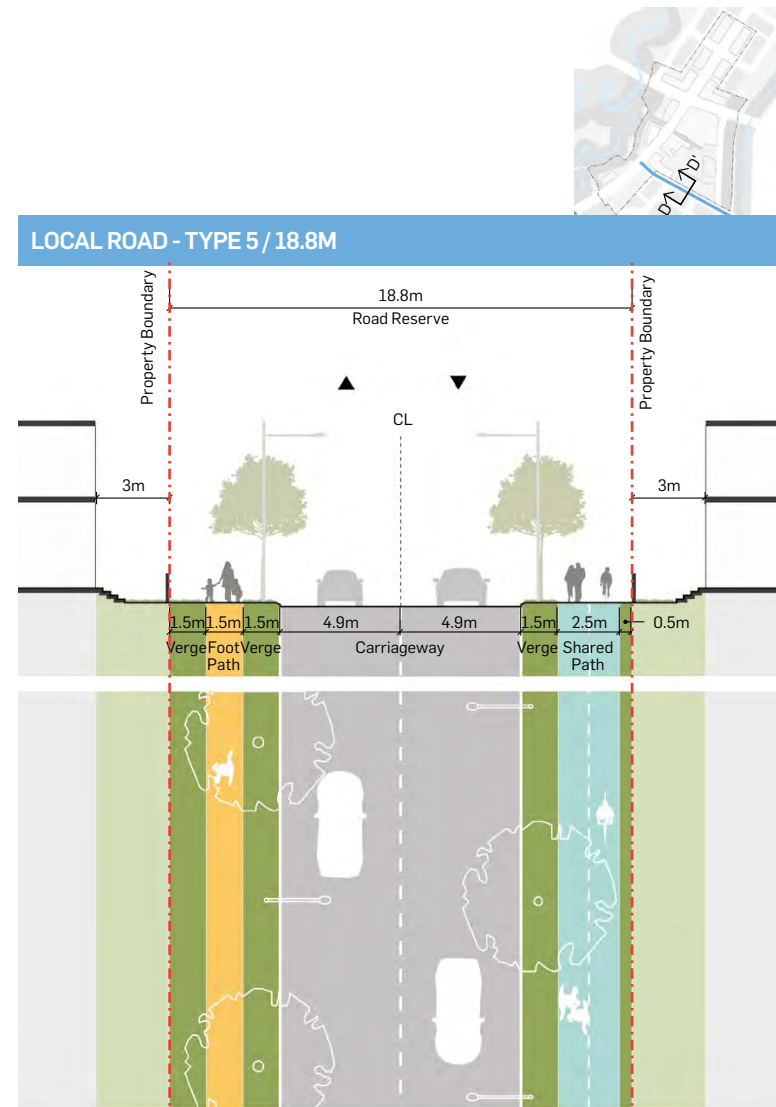 D'
D
LOCAL ROAD - TYPE 5 / 18.8M
Property Boundary
18.8m
Road Reserve
Property Boundary
CL
3m
3m
1.5m 1.5m 1.5m 4.9m 4.9m 1.5m 2.5m 0.5m
Verge Foot Path Verge Carriageway Verge Shared Path